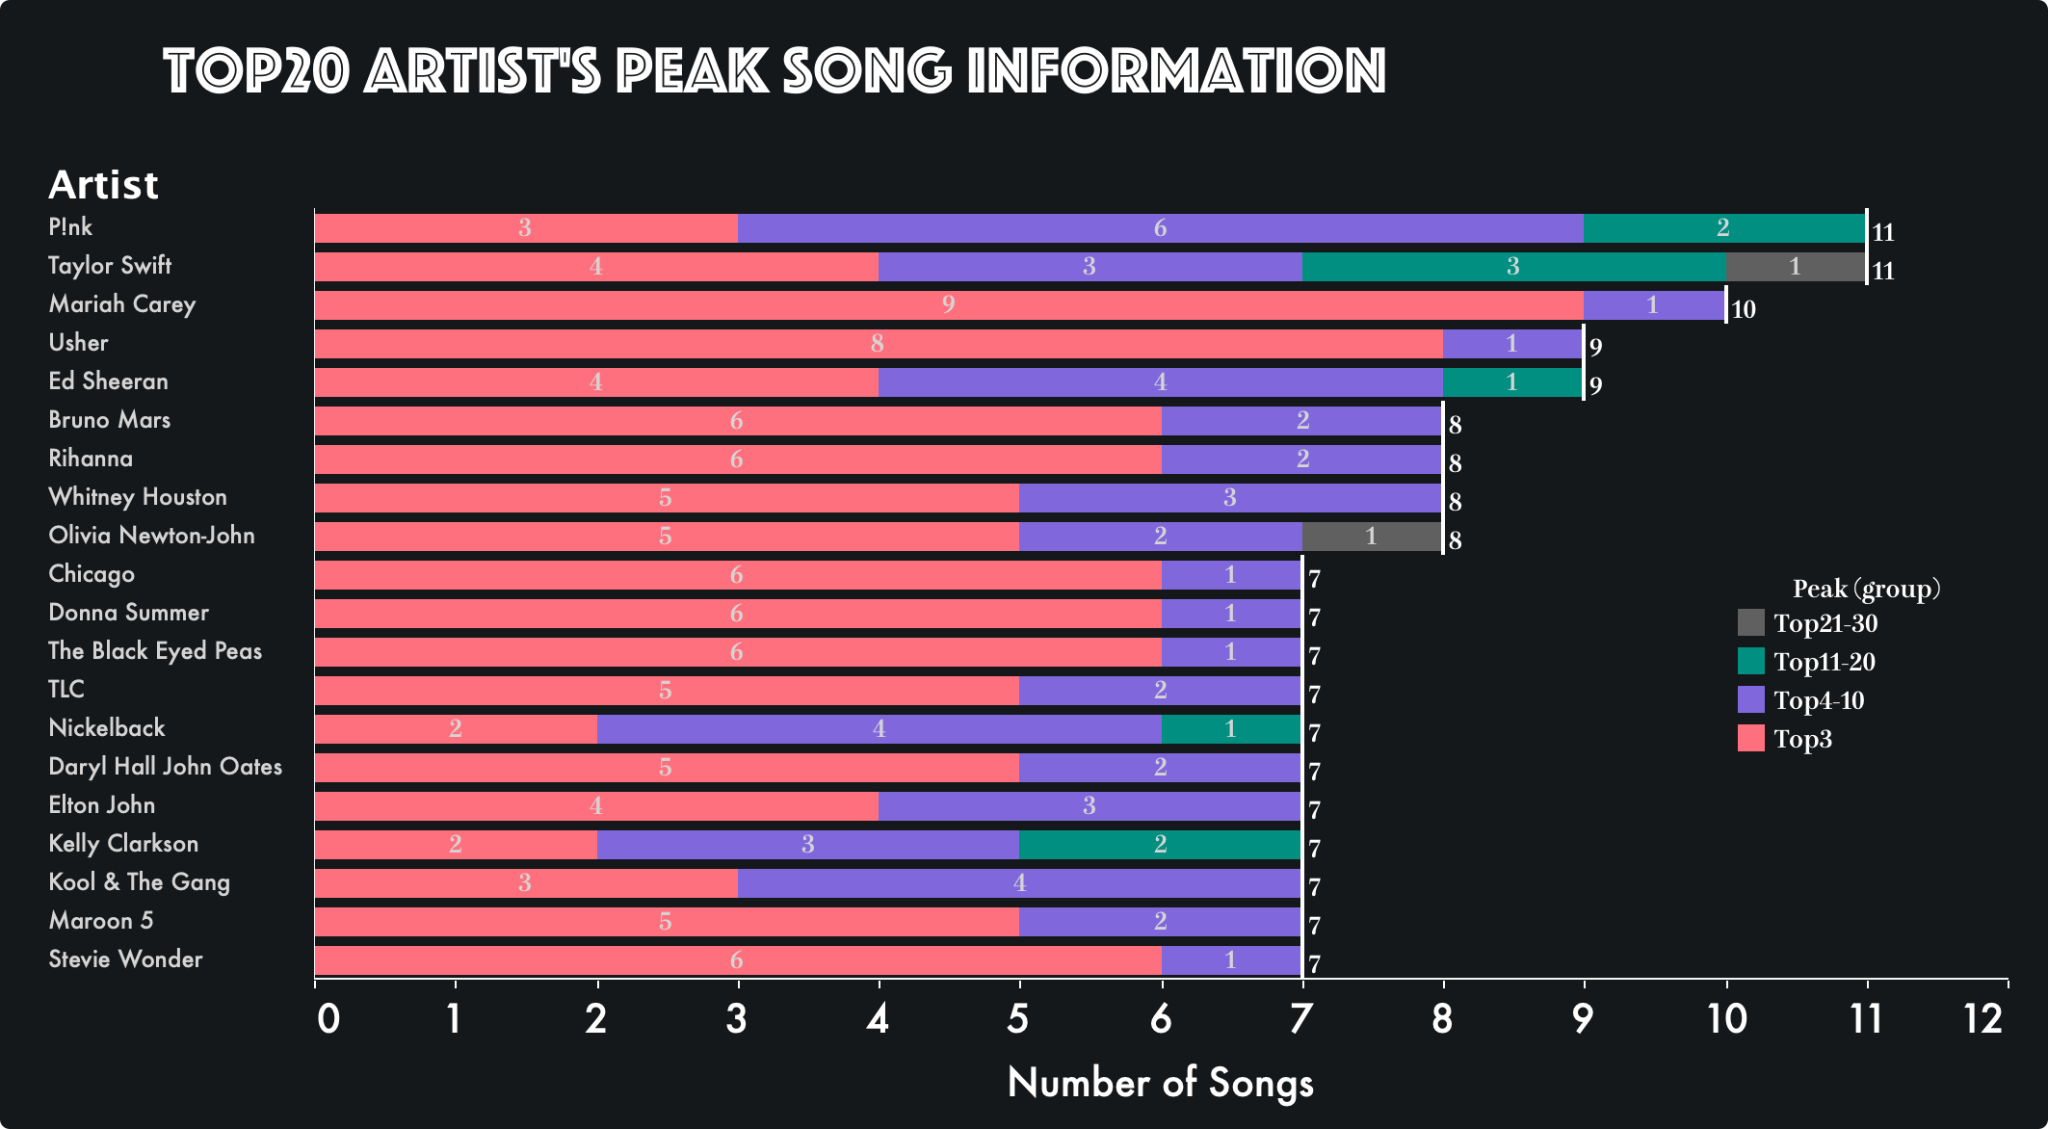 TOP20 ARTIST'S PEAK SONG INFORMATION
Artist
P!nk 3 6 2 11
Taylor Swift 4 3 3 1 11
Mariah Carey 9 1 10
Usher 8 1 9
Ed Sheeran 4 4 1 9
Bruno Mars 6 2 8
Rihanna 6 2 8
Whitney Houston 5 3 8
Olivia Newton-John 5 2 1 8
Chicago 6 1 7
Donna Summer 6 1 7
The Black Eyed Peas 6 1 7
TLC 5 2 7
Nickelback 2 4 1 7
Daryl Hall John Oates 5 2 7
Elton John 4 3 7
Kelly Clarkson 2 3 2 7
Kool & The Gang 3 4 7
Maroon 5 5 2 7
Stevie Wonder 6 1 7
0 1 2 3 4 5 6 7 8 9 10 11 12
Number of Songs
Peak (group)
Top21-30
Top11-20
Top4-10
Top3